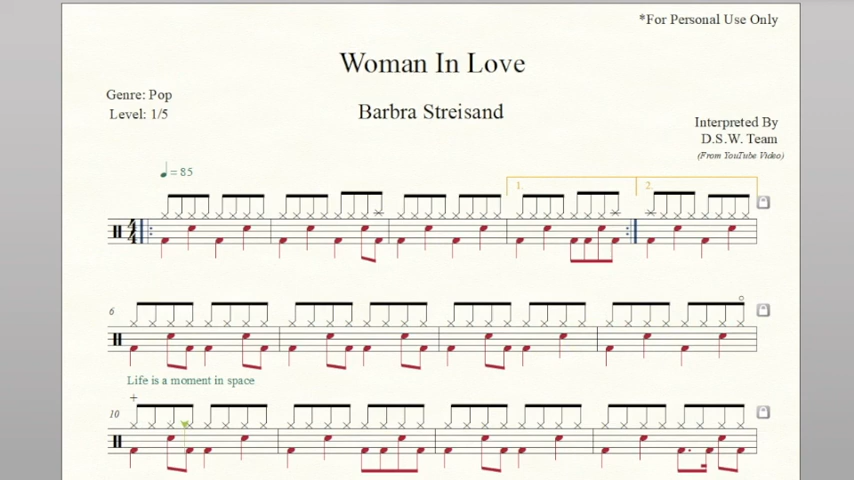 *For Personal Use Only
Woman In Love
Genre: Pop
Level: 1/5
Barbra Streisand
Interpreted By
D.S.W. Team
(From YouTube Video)
= 85
1.
2.
4
4
6
Life is a moment in space
10